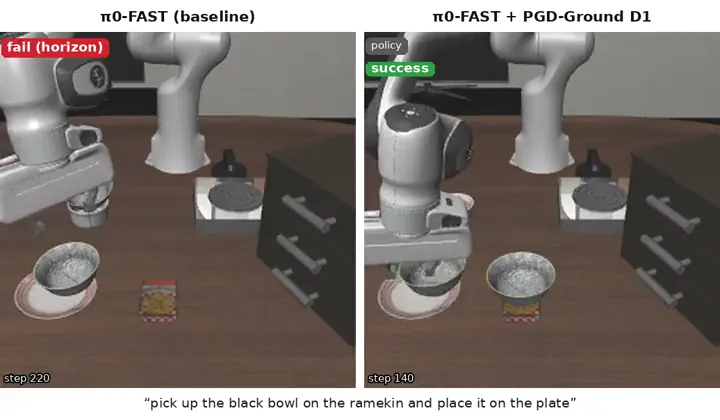 π0-FAST (baseline)
π0-FAST + PGD-Ground D1
fail (horizon)
policy
success
step 220
step 140
“pick up the black bowl on the ramekin and place it on the plate”